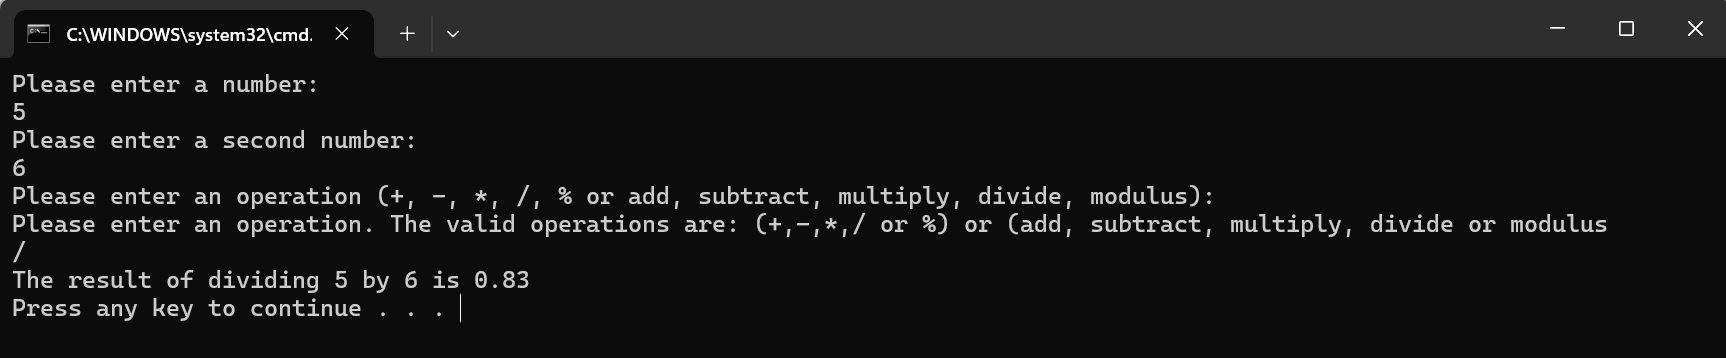 C:\WINDOWS\system32\cmd.
Please enter a number:
5
Please enter a second number:
6
Please enter an operation (+, -, *, /, % or add, subtract, multiply, divide, modulus):
Please enter an operation. The valid operations are: (+,-,*,/ or %) or (add, subtract, multiply, divide or modulus
/
The result of dividing 5 by 6 is 0.83
Press any key to continue . . .